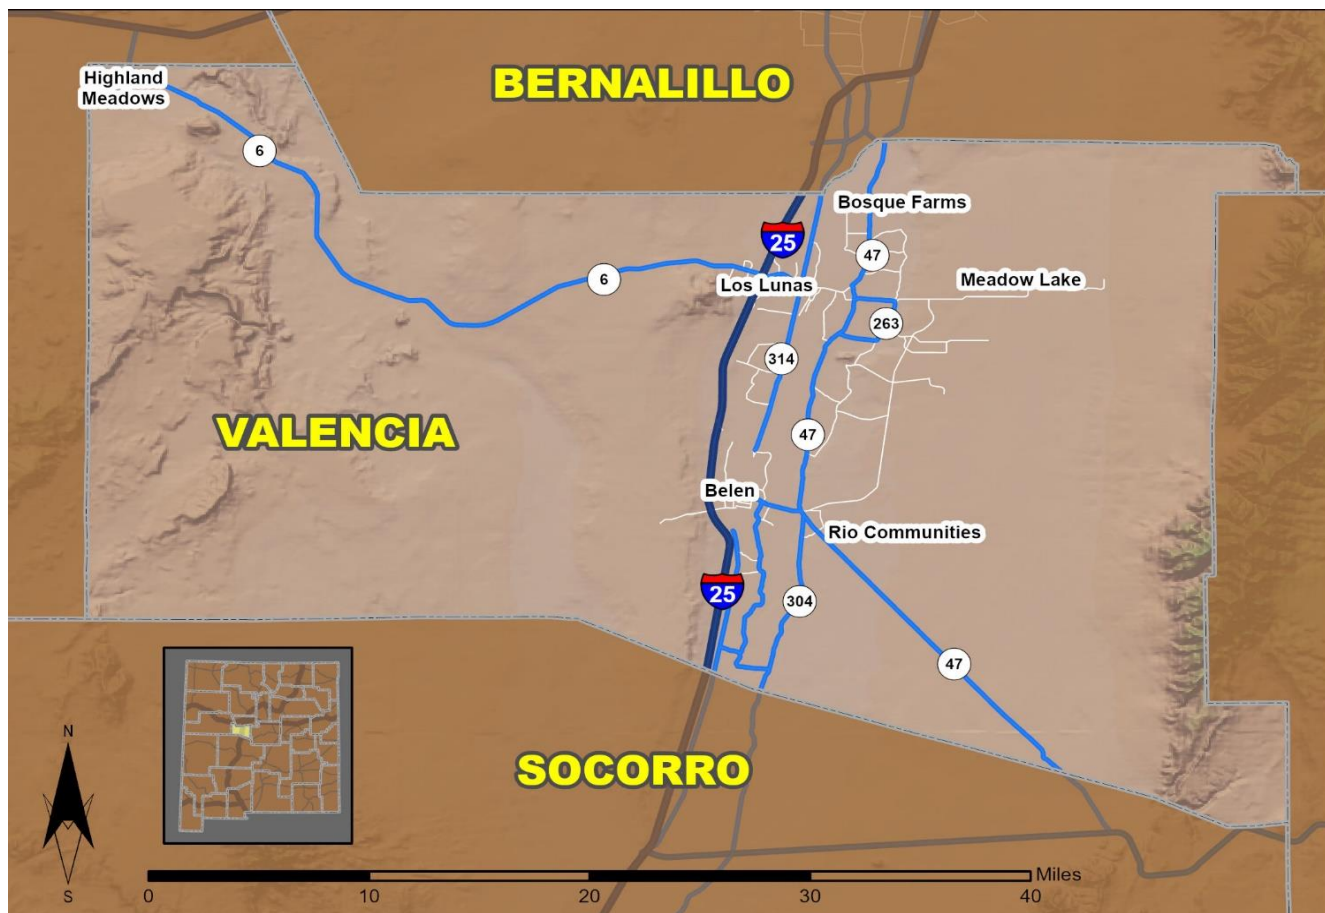 BERNALILLO
Highland
Meadows
6
Bosque Farms
25
47
6
Los Lunas
Meadow Lake
263
314
VALENCIA
47
Belen
Rio Communities
25
304
47
SOCORRO
N
S
Miles
0
10
20
30
40